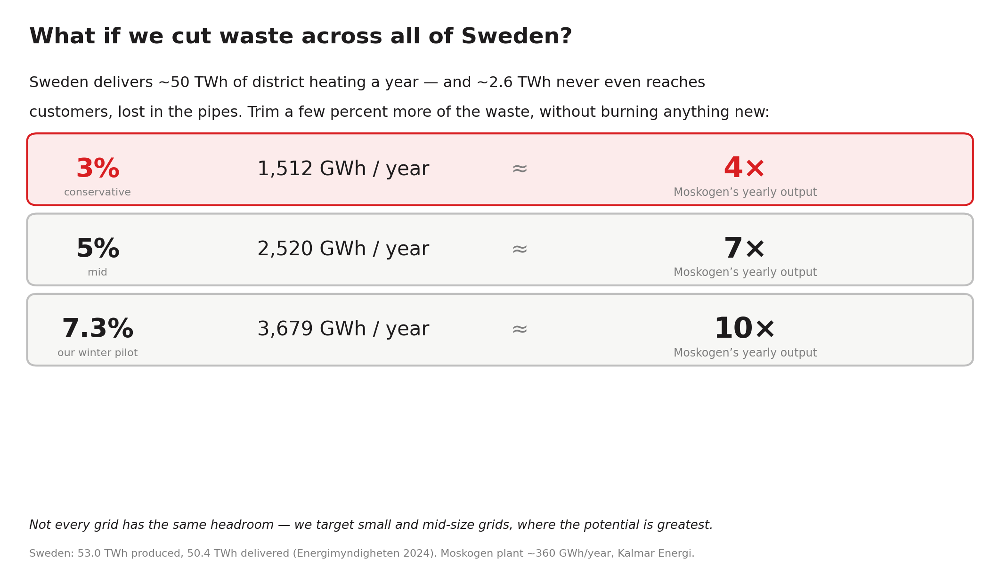 What if we cut waste across all of Sweden?
Sweden delivers ~50 TWh of district heating a year — and ~2.6 TWh never even reaches
customers, lost in the pipes. Trim a few percent more of the waste, without burning anything new:
3%
conservative
1,512 GWh / year
≈
4×
Moskogen’s yearly output
5%
mid
2,520 GWh / year
≈
7×
Moskogen’s yearly output
7.3%
our winter pilot
3,679 GWh / year
≈
10×
Moskogen’s yearly output
Not every grid has the same headroom — we target small and mid-size grids, where the potential is greatest.
Sweden: 53.0 TWh produced, 50.4 TWh delivered (Energimyndigheten 2024). Moskogen plant ~360 GWh/year, Kalmar Energi.